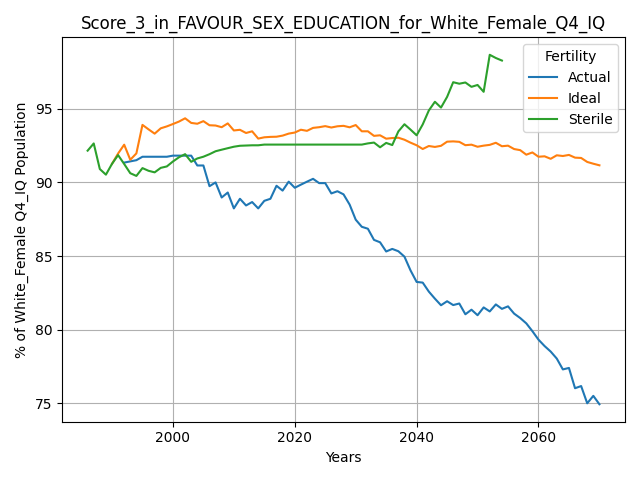 Score_3_in_FAVOUR_SEX_EDUCATION_for_White_Female_Q4_IQ
Fertility
Actual
Ideal
Sterile
% of White_Female Q4_IQ Population
95
90
85
80
75
2000
2020
2040
2060
Years